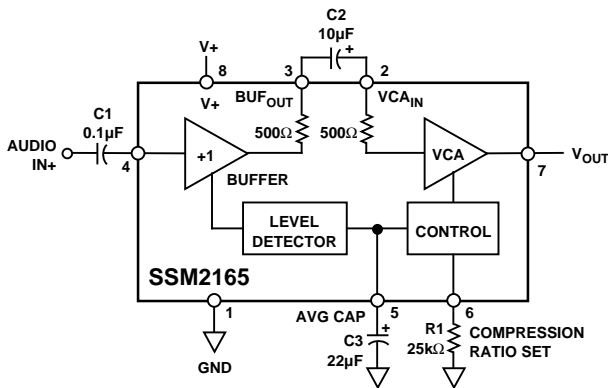 C2
10µF
+
V+
8
3
2
V+
BUFOUT
VCAIN
C1
0.1µF
500Ω
500Ω
AUDIO
IN+
4
+1
VCA
7
VOUT
BUFFER
LEVEL
DETECTOR
CONTROL
SSM2165
1
5
6
AVG CAP
GND
C3
22µF
+
R1
25kΩ
COMPRESSION
RATIO SET